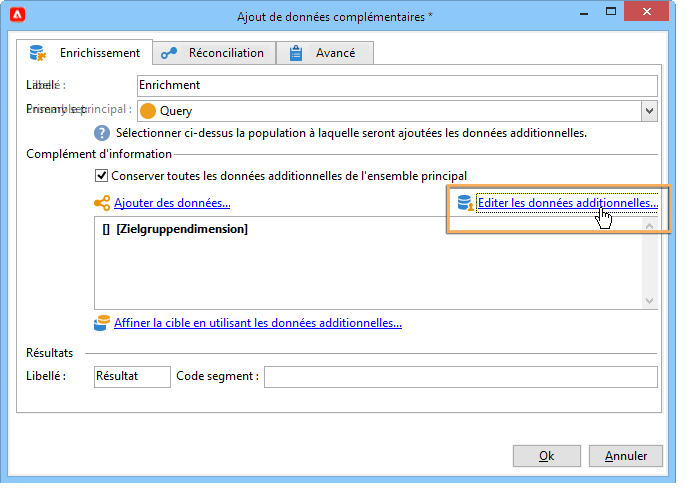 Ajout de données complémentaires *
Enrichissement
Réconciliation
Avancé
Libellé :
Enrichment
Ensemble principal :
Query
Sélectionner ci-dessus la population à laquelle seront ajoutées les données additionnelles.
Complément d'information
Conserver toutes les données additionnelles de l'ensemble principal
Ajouter des données...
Editer les données additionnelles...
[] [Zielgruppendimension]
Affiner la cible en utilisant les données additionnelles...
Résultats
Libellé :
Résultat
Code segment :
Ok
Annuler